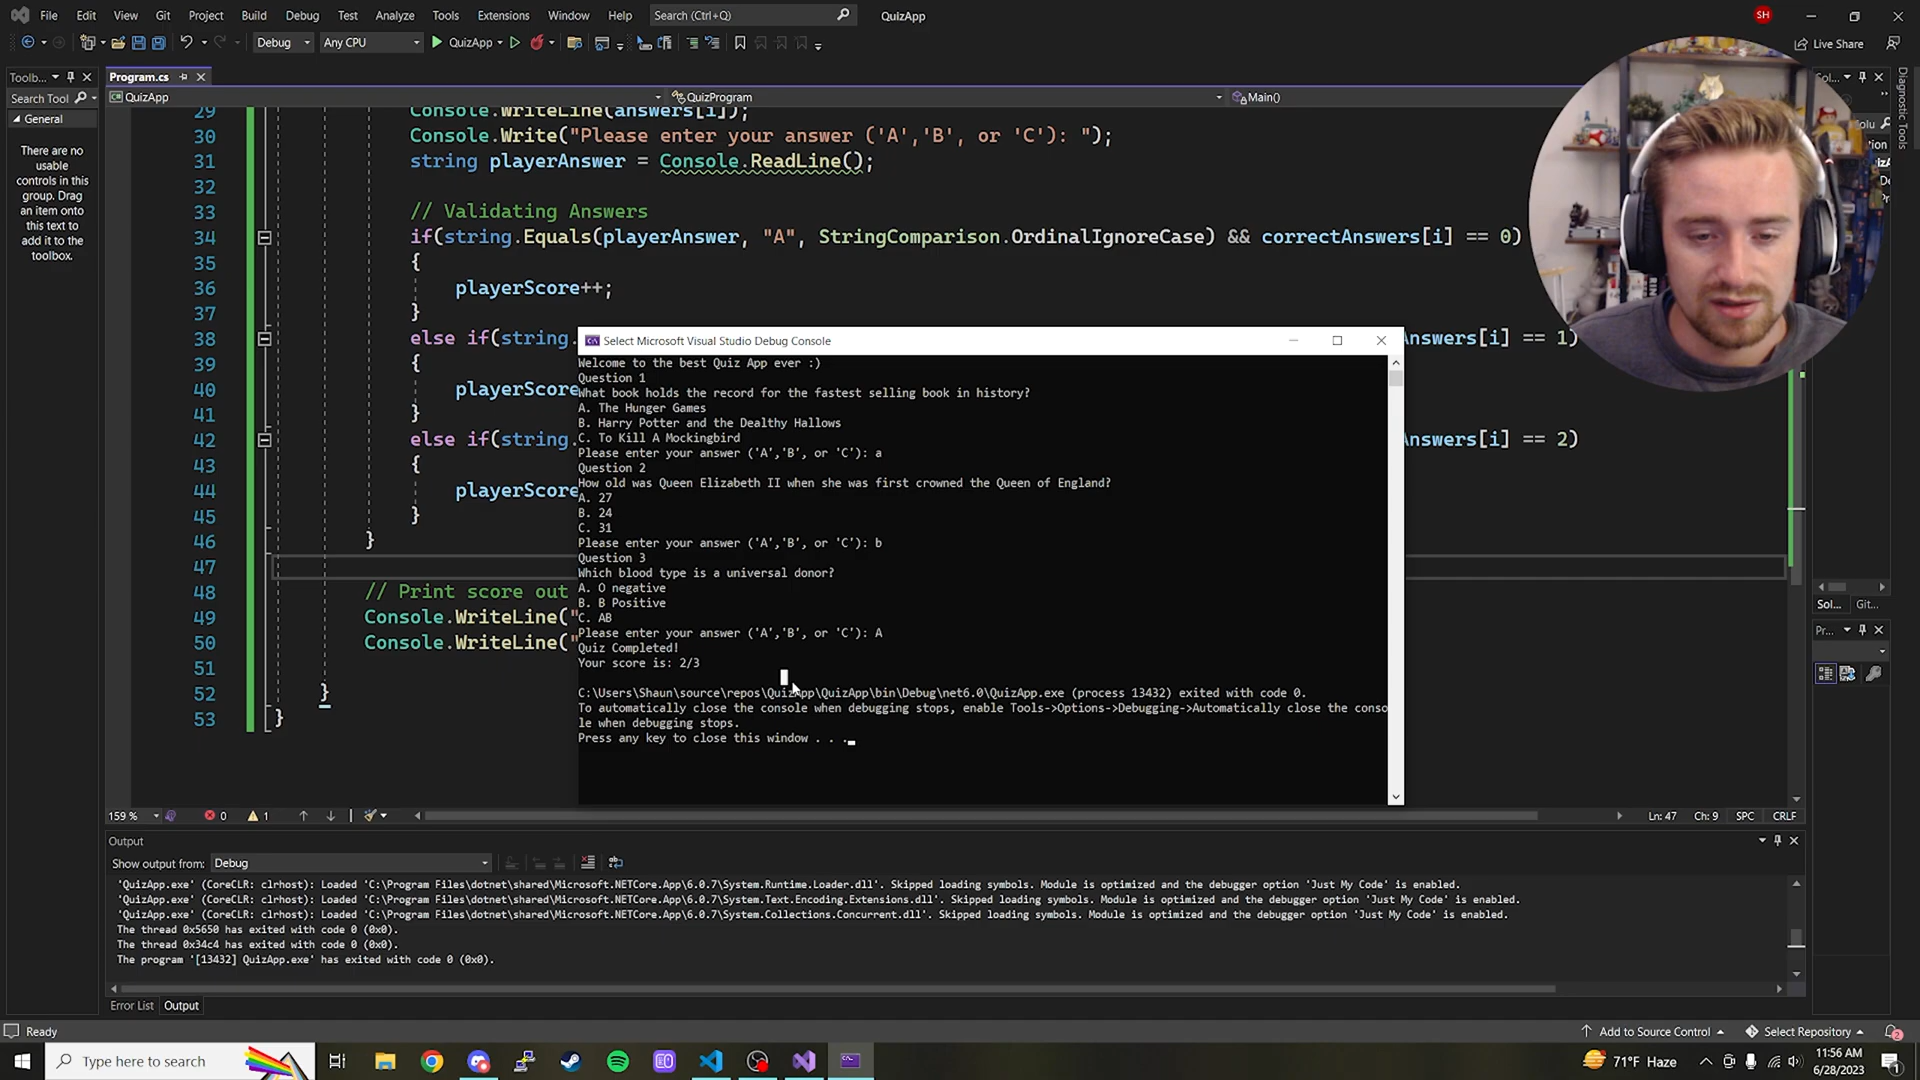 File Edit View Git Project Build Debug Test Analyze Tools Extensions Window Help Search (Ctrl+Q) QuizApp SH
Debug Any CPU QuizApp Live Share
Toolb... Program.cs
Search Tool QuizApp QuizProgram Main()
General
There are no
usable
controls in this
group. Drag
an item onto
this text to
add it to the
toolbox.
Diagnostic Tools
29 Console.WriteLine(answers[i]);
30 Console.Write("Please enter your answer ('A','B', or 'C'): ");
31 string playerAnswer = Console.ReadLine();
32
33 // Validating Answers
34 if(string.Equals(playerAnswer, "A", StringComparison.OrdinalIgnoreCase) && correctAnswers[i] == 0)
35 {
36 playerScore++;
37 }
38 else if(string. Answers[i] == 1)
39 {
40 playerScore
41 }
42 else if(string. Answers[i] == 2)
43 {
44 playerScore
45 }
46 }
47
48 // Print score out
49 Console.WriteLine("
50 Console.WriteLine("
51
52 }
53 }
Select Microsoft Visual Studio Debug Console
Welcome to the best Quiz App ever :)
Question 1
What book holds the record for the fastest selling book in history?
A. The Hunger Games
B. Harry Potter and the Dealthy Hallows
C. To Kill A Mockingbird
Please enter your answer ('A','B', or 'C'): a
Question 2
How old was Queen Elizabeth II when she was first crowned the Queen of England?
A. 27
B. 24
C. 31
Please enter your answer ('A','B', or 'C'): b
Question 3
Which blood type is a universal donor?
A. O negative
B. B Positive
C. AB
Please enter your answer ('A','B', or 'C'): A
Quiz Completed!
Your score is: 2/3
C:\Users\Shaun\source\repos\QuizApp\QuizApp\bin\Debug\net6.0\QuizApp.exe (process 13432) exited with code 0.
To automatically close the console when debugging stops, enable Tools->Options->Debugging->Automatically close the conso
le when debugging stops.
Press any key to close this window . . .
Sol... Git...
Pr...
159 % 0 1 Ln: 47 Ch: 9 SPC CRLF
Output
Show output from: Debug
'QuizApp.exe' (CoreCLR: clrhost): Loaded 'C:\Program Files\dotnet\shared\Microsoft.NETCore.App\6.0.7\System.Runtime.Loader.dll'. Skipped loading symbols. Module is optimized and the debugger option 'Just My Code' is enabled.
'QuizApp.exe' (CoreCLR: clrhost): Loaded 'C:\Program Files\dotnet\shared\Microsoft.NETCore.App\6.0.7\System.Text.Encoding.Extensions.dll'. Skipped loading symbols. Module is optimized and the debugger option 'Just My Code' is enabled.
'QuizApp.exe' (CoreCLR: clrhost): Loaded 'C:\Program Files\dotnet\shared\Microsoft.NETCore.App\6.0.7\System.Collections.Concurrent.dll'. Skipped loading symbols. Module is optimized and the debugger option 'Just My Code' is enabled.
The thread 0x5650 has exited with code 0 (0x0).
The thread 0x34c4 has exited with code 0 (0x0).
The program '[13432] QuizApp.exe' has exited with code 0 (0x0).
Error List Output
Ready Add to Source Control Select Repository 2
Type here to search 71°F Haze 11:56 AM
6/28/2023 1